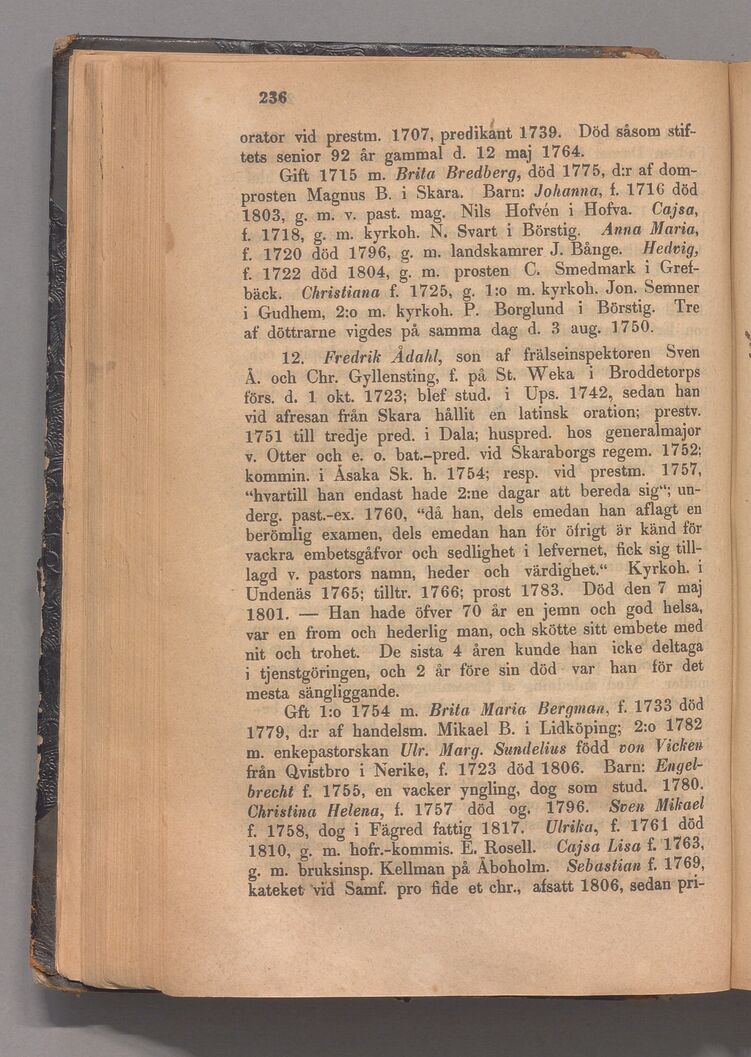 236
orator vid prestm. 1707, predikant 1739. Död såsom stif-
tets senior 92 år gammal d. 12 maj 1764.
Gift 1715 m. Brita Bredberg, död 1775, d:r af dom-
prosten Magnus B. i Skara. Barn: Johanna, f. 1716 död
1803, g. m. v. past. mag. Nils Hofvén i Hofva. Cajsa,
f. 1718, g. m. kyrkoh. N. Svart i Börstig. Anna Maria,
f. 1720 död 1796, g. m. landskamrer J. Bånge. Hedvig,
f. 1722 död 1804, g. m. prosten C. Smedmark i Gref-
bäck. Christiana f. 1725, g. 1:o m. kyrkoh. Jon. Semner
i Gudhem, 2:o m. kyrkoh. P. Borglund i Börstig. Tre
af döttrarne vigdes på samma dag d. 3 aug. 1750.
12. Fredrik Ådahl, son af frälseinspektoren Sven
Å. och Chr. Gyllensting, f. på St. Weka i Broddetorps
förs. d. 1 okt. 1723; blef stud. i Ups. 1742, sedan han
vid afresan från Skara hållit en latinsk oration; prestv.
1751 till tredje pred. i Dala; huspred. hos generalmajor
v. Otter och e. o. bat.-pred. vid Skaraborgs regem. 1752;
kommin. i Åsaka Sk. h. 1754; resp. vid prestm. 1757,
“hvartill han endast hade 2:ne dagar att bereda sig“; un-
derg. past.-ex. 1760, “då han, dels emedan han aflagt en
berömlig examen, dels emedan han för öfrigt är känd för
vackra embetsgåfvor och sedlighet i lefvernet, fick sig till-
lagd v. pastors namn, heder och värdighet.“ Kyrkoh. i
Undenäs 1765; tilltr. 1766; prost 1783. Död den 7 maj
1801. — Han hade öfver 70 år en jemn och god helsa,
var en from och hederlig man, och skötte sitt embete med
nit och trohet. De sista 4 åren kunde han icke deltaga
i tjenstgöringen, och 2 år före sin död var han för det
mesta sängliggande.
Gft 1:o 1754 m. Brita Maria Bergman, f. 1733 död
1779, d:r af handelsm. Mikael B. i Lidköping; 2:o 1782
m. enkepastorskan Ulr. Marg. Sundelius född von Vicken
från Qvistbro i Nerike, f. 1723 död 1806. Barn: Engel-
brecht f. 1755, en vacker yngling, dog som stud. 1780.
Christina Helena, f. 1757 död og. 1796. Sven Mikael
f. 1758, dog i Fägred fattig 1817. Ulrika, f. 1761 död
1810, g. m. hofr.-kommis. E. Rosell. Cajsa Lisa f. 1763,
g. m. bruksinsp. Kellman på Åboholm. Sebastian f. 1769,
kateket vid Samf. pro fide et chr., afsatt 1806, sedan pri-